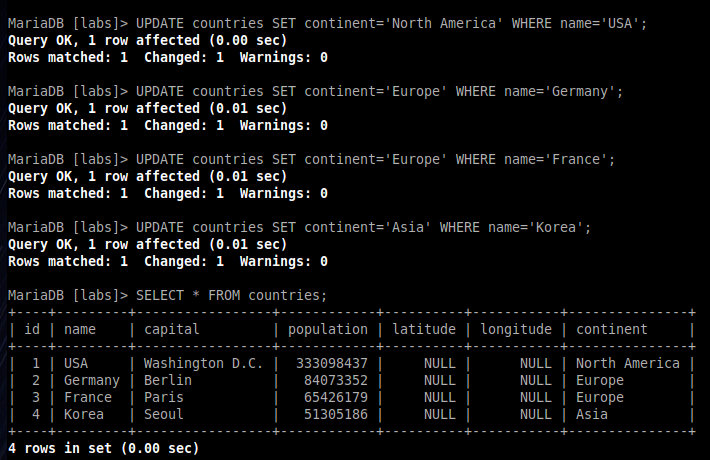 MariaDB [labs]> UPDATE countries SET continent='North America' WHERE name='USA';
Query OK, 1 row affected (0.00 sec)
Rows matched: 1  Changed: 1  Warnings: 0

MariaDB [labs]> UPDATE countries SET continent='Europe' WHERE name='Germany';
Query OK, 1 row affected (0.01 sec)
Rows matched: 1  Changed: 1  Warnings: 0

MariaDB [labs]> UPDATE countries SET continent='Europe' WHERE name='France';
Query OK, 1 row affected (0.01 sec)
Rows matched: 1  Changed: 1  Warnings: 0

MariaDB [labs]> UPDATE countries SET continent='Asia' WHERE name='Korea';
Query OK, 1 row affected (0.01 sec)
Rows matched: 1  Changed: 1  Warnings: 0

MariaDB [labs]> SELECT * FROM countries;
+----+---------+-----------------+------------+----------+-----------+---------------+
| id | name    | capital         | population | latitude | longitude | continent     |
+----+---------+-----------------+------------+----------+-----------+---------------+
|  1 | USA     | Washington D.C. |  333098437 |     NULL |      NULL | North America |
|  2 | Germany | Berlin          |   84073352 |     NULL |      NULL | Europe        |
|  3 | France  | Paris           |   65426179 |     NULL |      NULL | Europe        |
|  4 | Korea   | Seoul           |   51305186 |     NULL |      NULL | Asia          |
+----+---------+-----------------+------------+----------+-----------+---------------+
4 rows in set (0.00 sec)